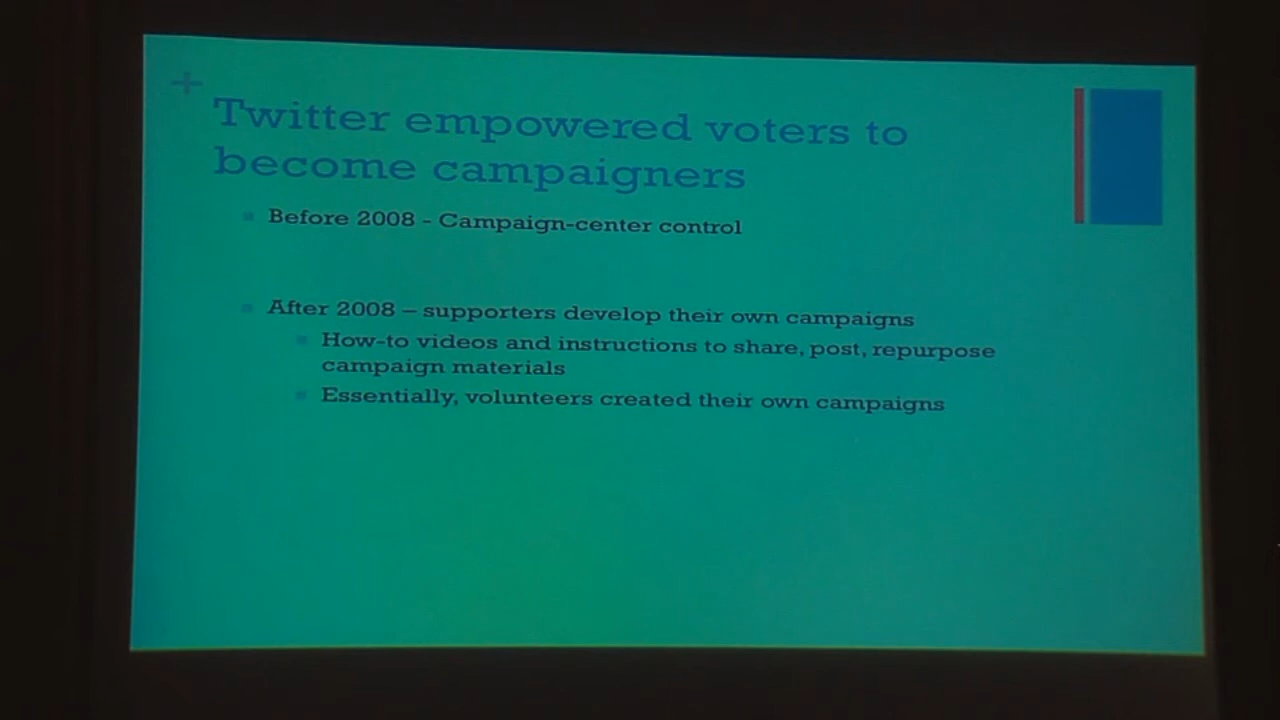 +
Twitter empowered voters to
become campaigners
Before 2008 - Campaign-center control
After 2008 – supporters develop their own campaigns
How-to videos and instructions to share, post, repurpose
campaign materials
Essentially, volunteers created their own campaigns